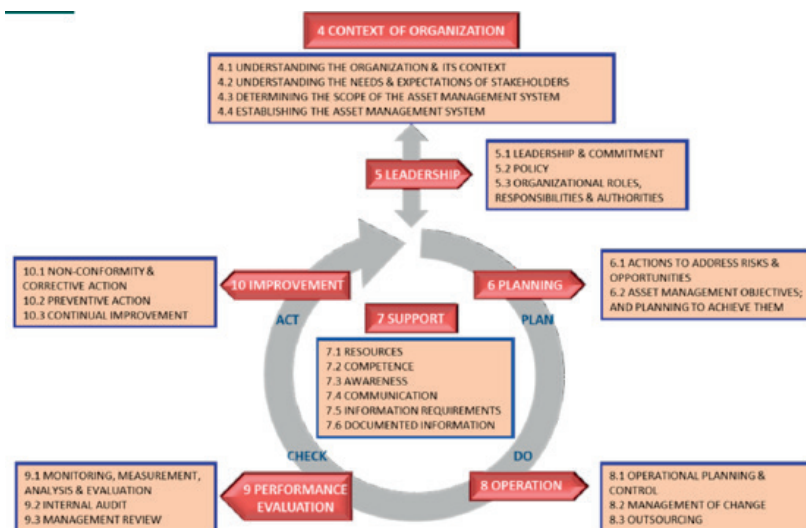 4 CONTEXT OF ORGANIZATION
4.1 UNDERSTANDING THE ORGANIZATION & ITS CONTEXT
4.2 UNDERSTANDING THE NEEDS & EXPECTATIONS OF STAKEHOLDERS
4.3 DETERMINING THE SCOPE OF THE ASSET MANAGEMENT SYSTEM
4.4 ESTABLISHING THE ASSET MANAGEMENT SYSTEM
5 LEADERSHIP
5.1 LEADERSHIP & COMMITMENT
5.2 POLICY
5.3 ORGANIZATIONAL ROLES,
RESPONSIBILITIES & AUTHORITIES
10.1 NON-CONFORMITY &
CORRECTIVE ACTION
10.2 PREVENTIVE ACTION
10.3 CONTINUAL IMPROVEMENT
10 IMPROVEMENT
ACT
6 PLANNING
PLAN
6.1 ACTIONS TO ADDRESS RISKS &
OPPORTUNITIES
6.2 ASSET MANAGEMENT OBJECTIVES;
AND PLANNING TO ACHIEVE THEM
7 SUPPORT
7.1 RESOURCES
7.2 COMPETENCE
7.3 AWARENESS
7.4 COMMUNICATION
7.5 INFORMATION REQUIREMENTS
7.6 DOCUMENTED INFORMATION
CHECK
DO
9.1 MONITORING, MEASUREMENT,
ANALYSIS & EVALUATION
9.2 INTERNAL AUDIT
9.3 MANAGEMENT REVIEW
9 PERFORMANCE
EVALUATION
8 OPERATION
8.1 OPERATIONAL PLANNING &
CONTROL
8.2 MANAGEMENT OF CHANGE
8.3 OUTSOURCING